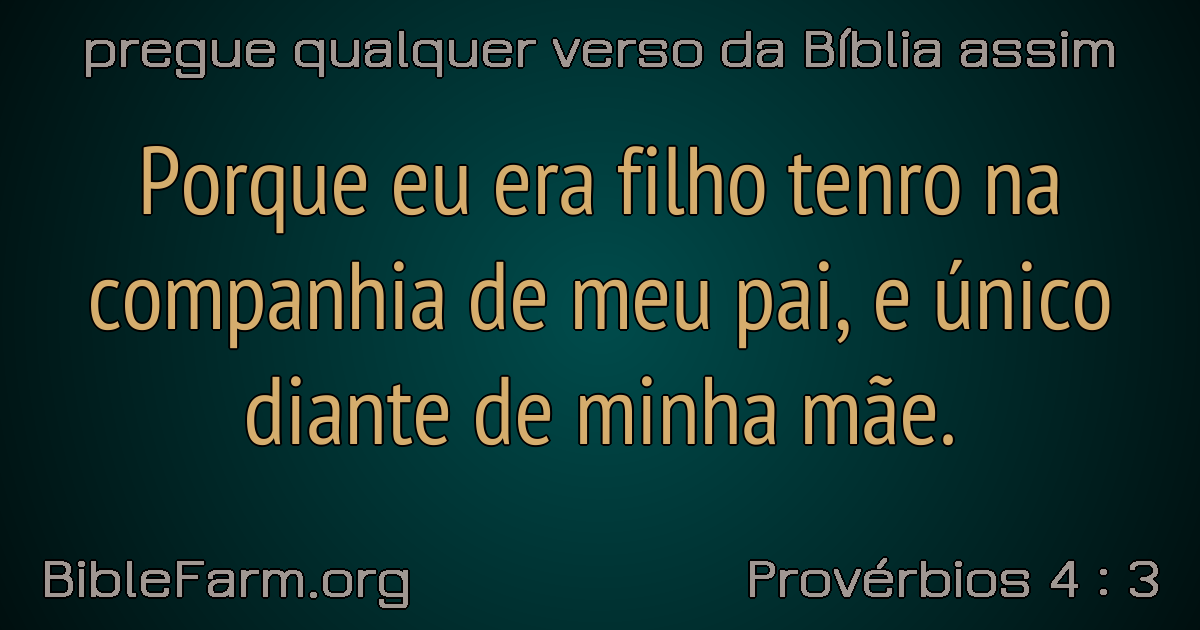 pregue qualquer verso da Bíblia assim
Porque eu era filho tenro na
companhia de meu pai, e único
diante de minha mãe.
BibleFarm.org
Provérbios 4 : 3